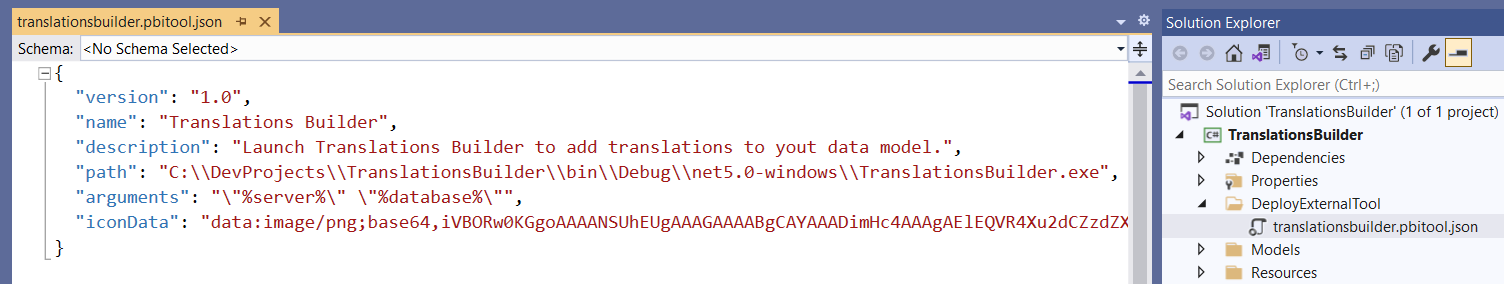 translationsbuilder.pbitool.json
Schema: <No Schema Selected>
{
"version": "1.0",
"name": "Translations Builder",
"description": "Launch Translations Builder to add translations to yout data model.",
"path": "C:\\DevProjects\\TranslationsBuilder\\bin\\Debug\\net5.0-windows\\TranslationsBuilder.exe",
"arguments": "\"%server%\" \"%database%\"",
"iconData": "data:image/png;base64,iVBORw0KGgoAAAANSUhEUgAAAGAAAABgCAYAAADimHc4AAAgAElEQVR4Xu2dCZzdZX
}
Solution Explorer
Search Solution Explorer (Ctrl+;)
Solution 'TranslationsBuilder' (1 of 1 project)
C# TranslationsBuilder
Dependencies
Properties
DeployExternalTool
translationsbuilder.pbitool.json
Models
Resources